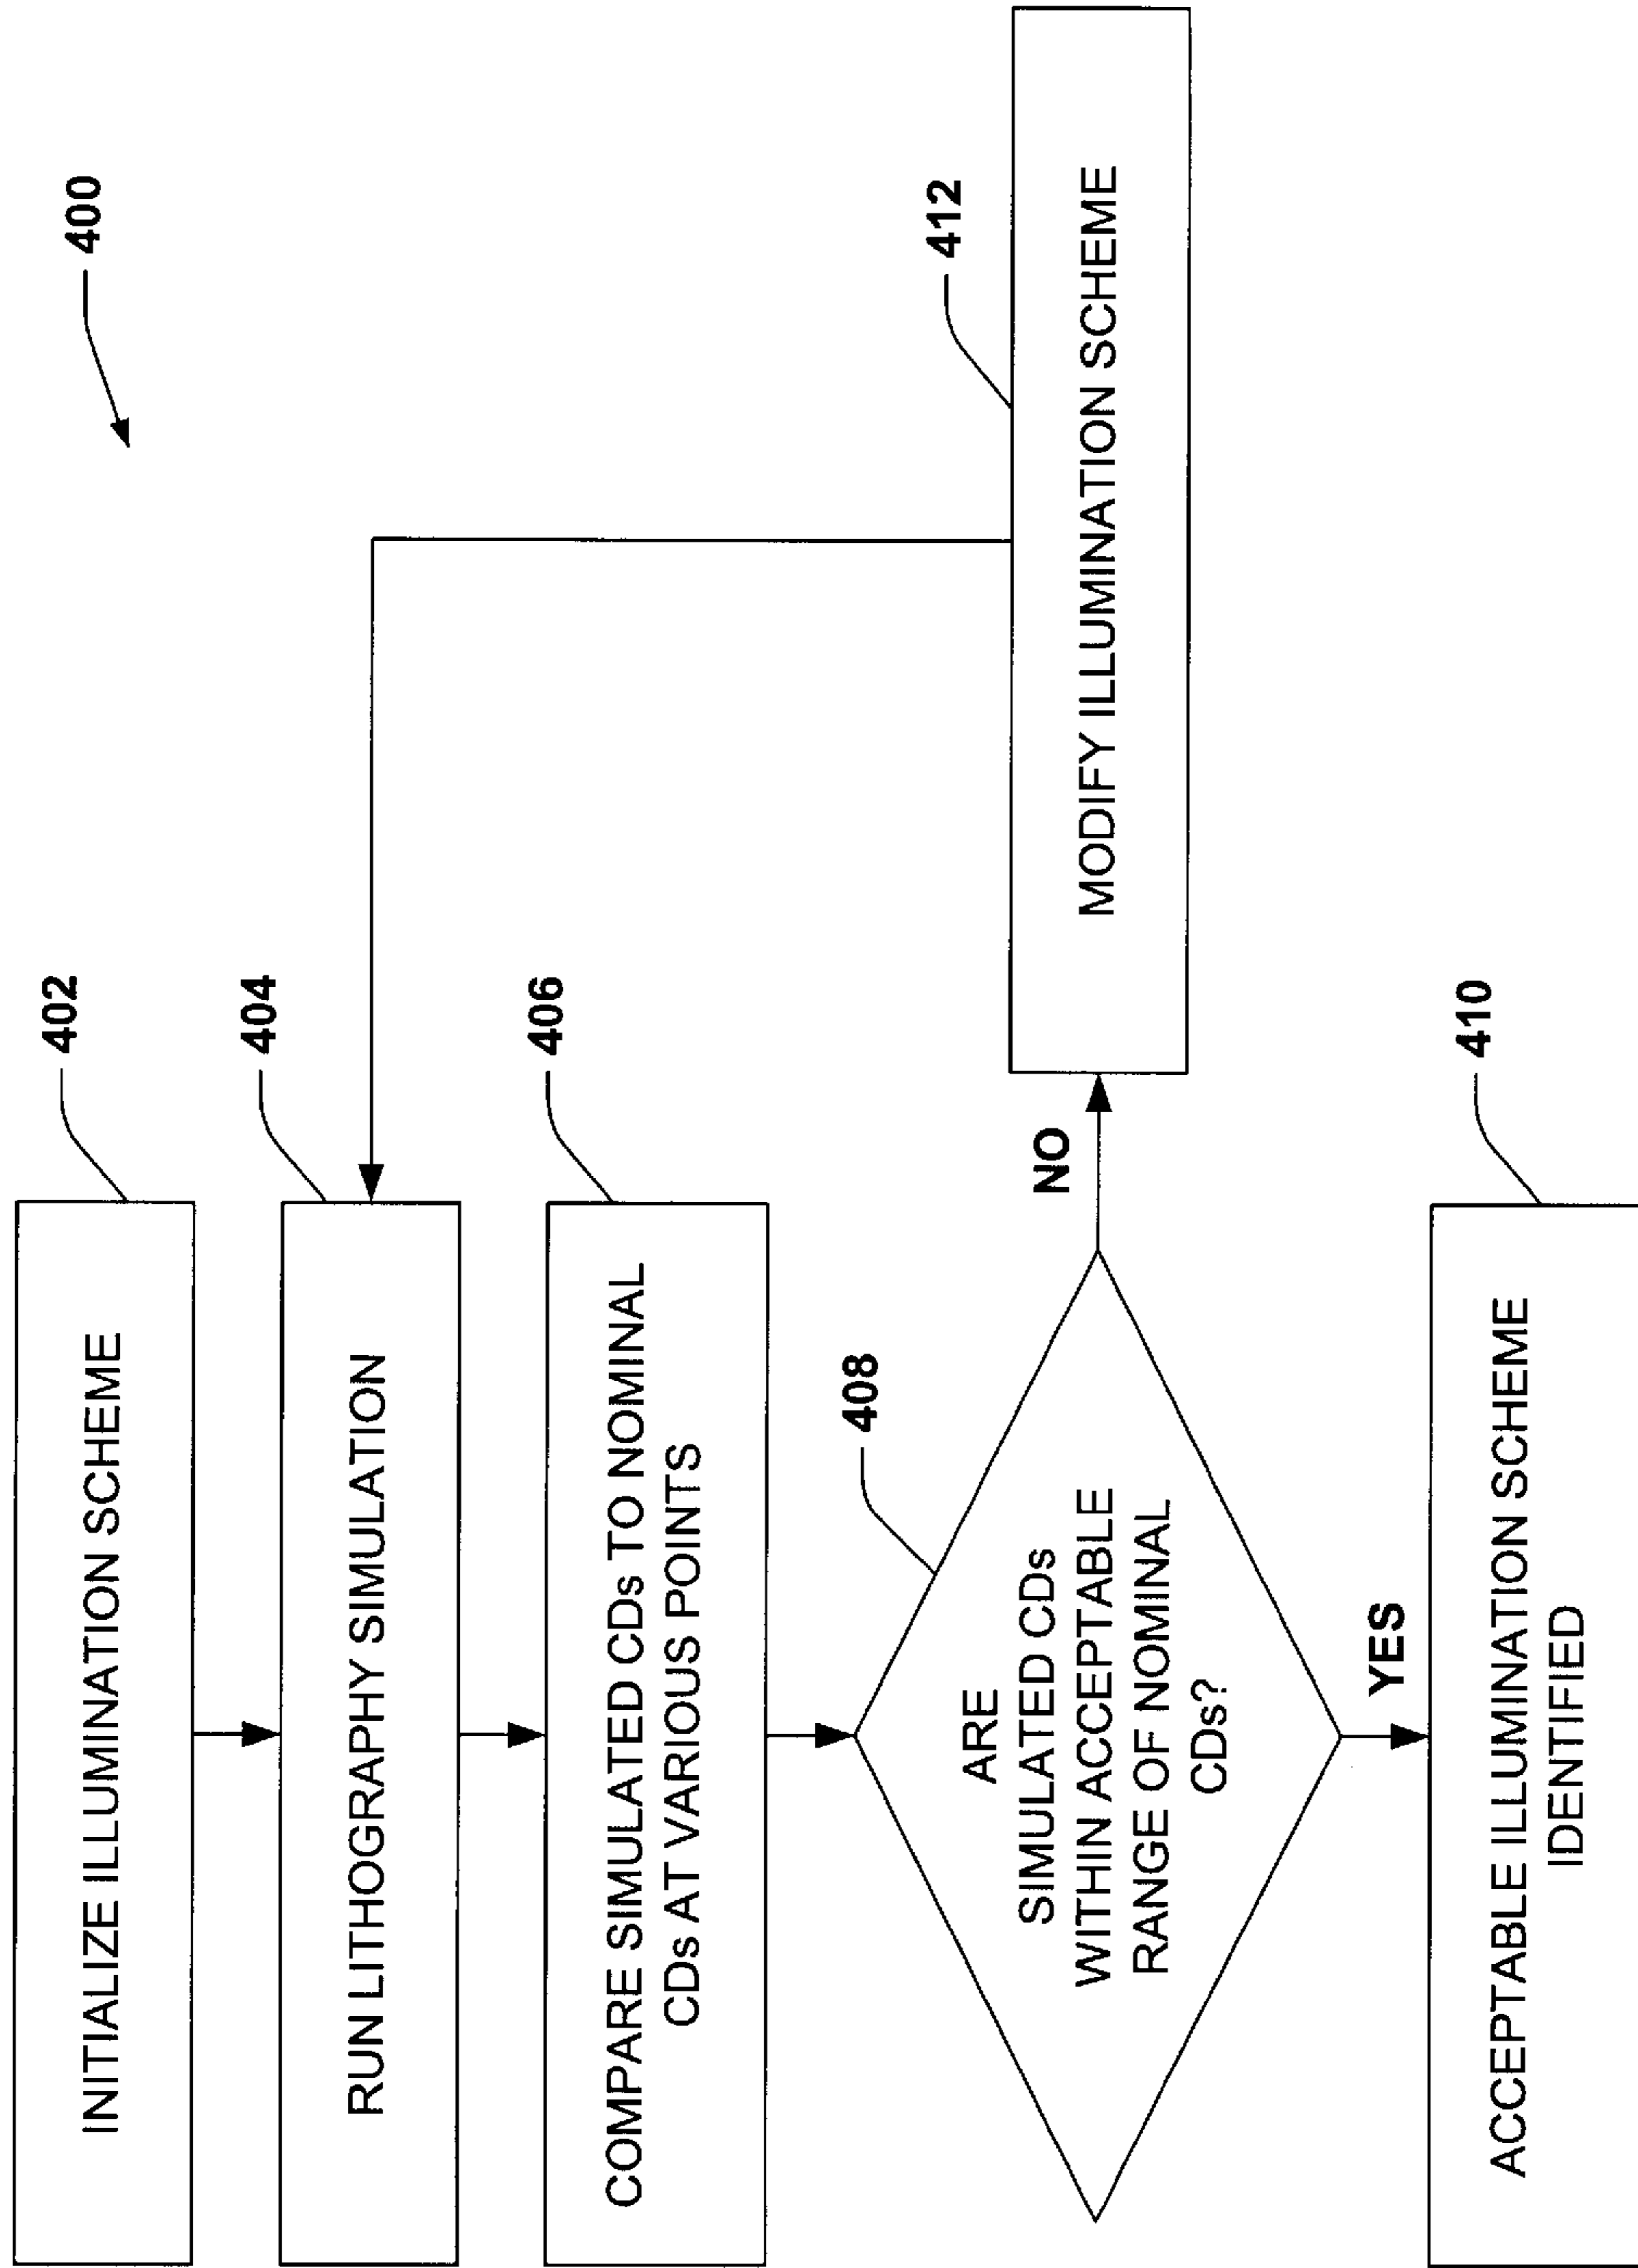 400
402
INITIALIZE ILLUMINATION SCHEME
404
RUN LITHOGRAPHY SIMULATION
406
COMPARE SIMULATED CDs TO NOMINAL
CDs AT VARIOUS POINTS
408
ARE
SIMULATED CDs
WITHIN ACCEPTABLE
RANGE OF NOMINAL
CDs?
NO
412
MODIFY ILLUMINATION SCHEME
YES
410
ACCEPTABLE ILLUMINATION SCHEME
IDENTIFIED